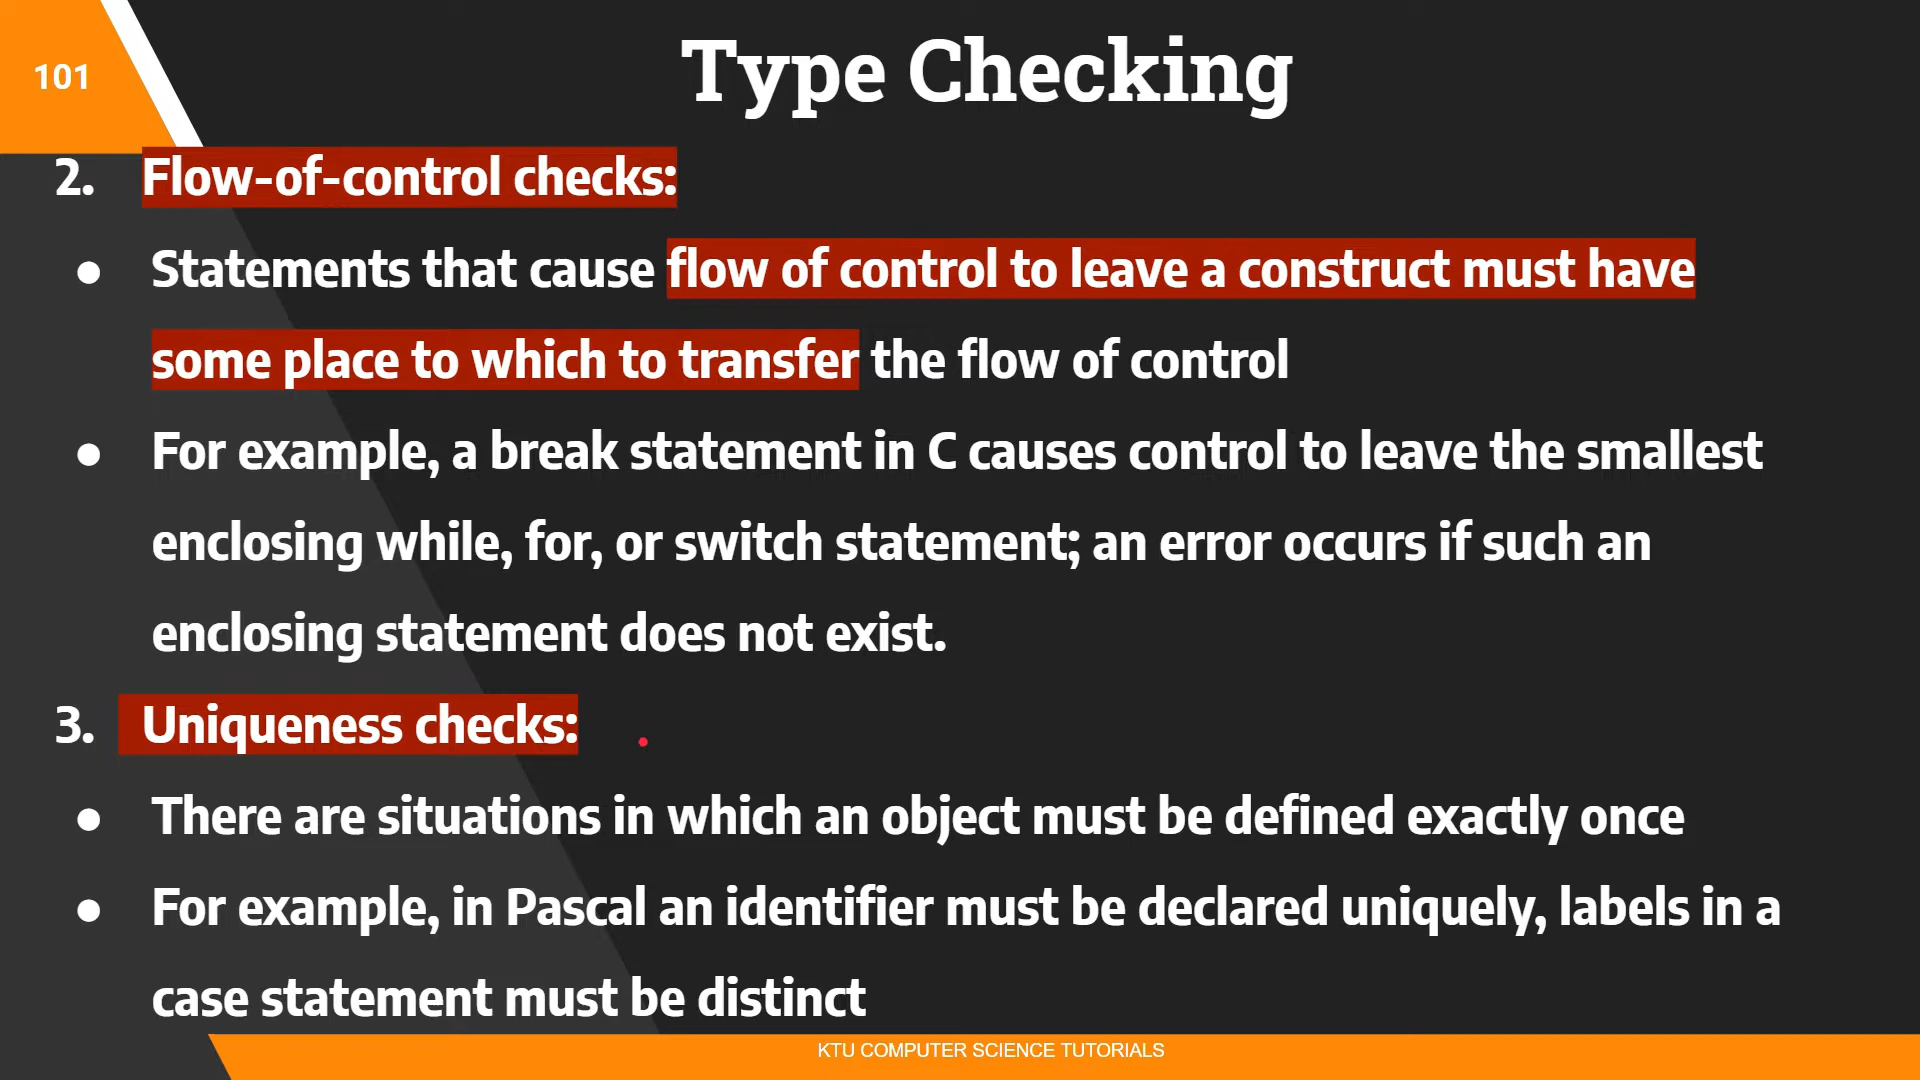 101
Type Checking
2. Flow-of-control checks:
● Statements that cause flow of control to leave a construct must have
some place to which to transfer the flow of control
● For example, a break statement in C causes control to leave the smallest
enclosing while, for, or switch statement; an error occurs if such an
enclosing statement does not exist.
3. Uniqueness checks:
● There are situations in which an object must be defined exactly once
● For example, in Pascal an identifier must be declared uniquely, labels in a
case statement must be distinct
KTU COMPUTER SCIENCE TUTORIALS